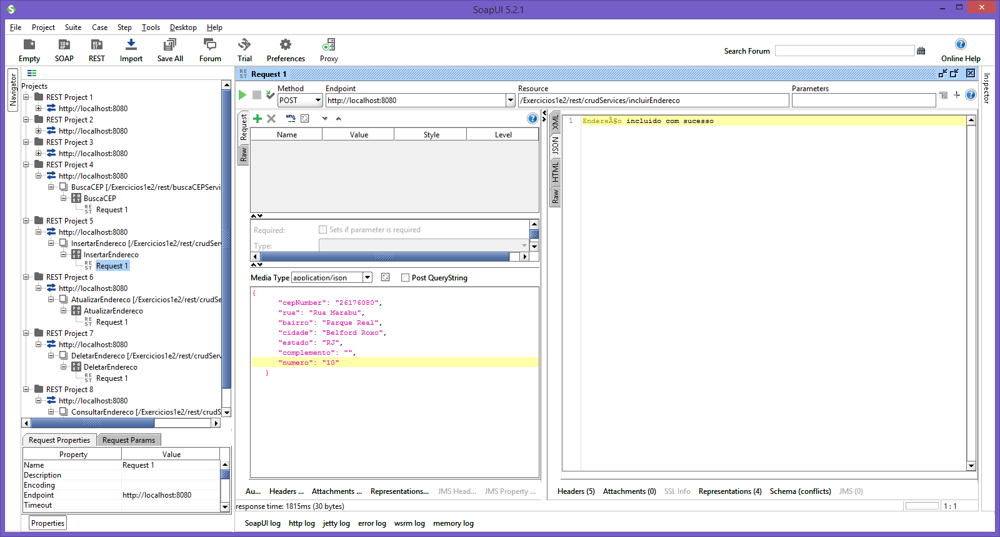 SoapUI 5.2.1
File Project Suite Case Step Tools Desktop Help
Empty SOAP REST Import Save All Forum Trial Preferences Proxy
Search Forum
Online Help
Navigator
Projects
REST Project 1
http://localhost:8080
REST Project 2
http://localhost:8080
REST Project 3
http://localhost:8080
REST Project 4
http://localhost:8080
BuscaCEP [/Exercicios1e2/rest/buscaCEPServi
BuscaCEP
Request 1
REST Project 5
http://localhost:8080
InsertarEndereco [/Exercicios1e2/rest/crudSer
InsertarEndereco
Request 1
REST Project 6
http://localhost:8080
AtualizarEndereco [/Exercicios1e2/rest/crudSe
AtualizarEndereco
Request 1
REST Project 7
http://localhost:8080
DeletarEndereco [/Exercicios1e2/rest/crudServ
DeletarEndereco
Request 1
REST Project 8
http://localhost:8080
ConsultarEndereco [/Exercicios1e2/rest/crudS
Request Properties Request Params
Property Value
Name Request 1
Description
Encoding
Endpoint http://localhost:8080
Timeout
Properties
Request 1
Method Endpoint Resource Parameters
POST http://localhost:8080 /Exercicios1e2/rest/crudServices/incluirEndereco
Request
Raw
Name Value Style Level
Required: Sets if parameter is required
Type:
Media Type application/json Post QueryString
{
"cepNumber": "26176080",
"rua": "Rua Marabu",
"bairro": "Parque Real",
"cidade": "Belford Roxo",
"estado": "RJ",
"complemento": "",
"numero": "10"
}
Au... Headers ... Attachments ... Representations... JMS Head... JMS Property ...
XML
JSON
HTML
Raw
1 EndereÃ§o incluido com sucesso
Headers (5) Attachments (0) SSL Info Representations (4) Schema (conflicts) JMS (0)
response time: 1815ms (30 bytes)
1 : 1
SoapUI log http log jetty log error log wsrm log memory log
Inspector